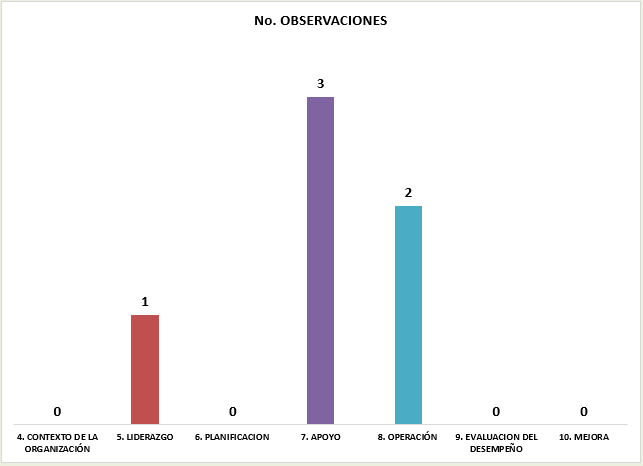 No. OBSERVACIONES
3
2
1
0
0
0
0
4. CONTEXTO DE LA
ORGANIZACIÓN
5. LIDERAZGO
6. PLANIFICACION
7. APOYO
8. OPERACIÓN
9. EVALUACION DEL
DESEMPEÑO
10. MEJORA